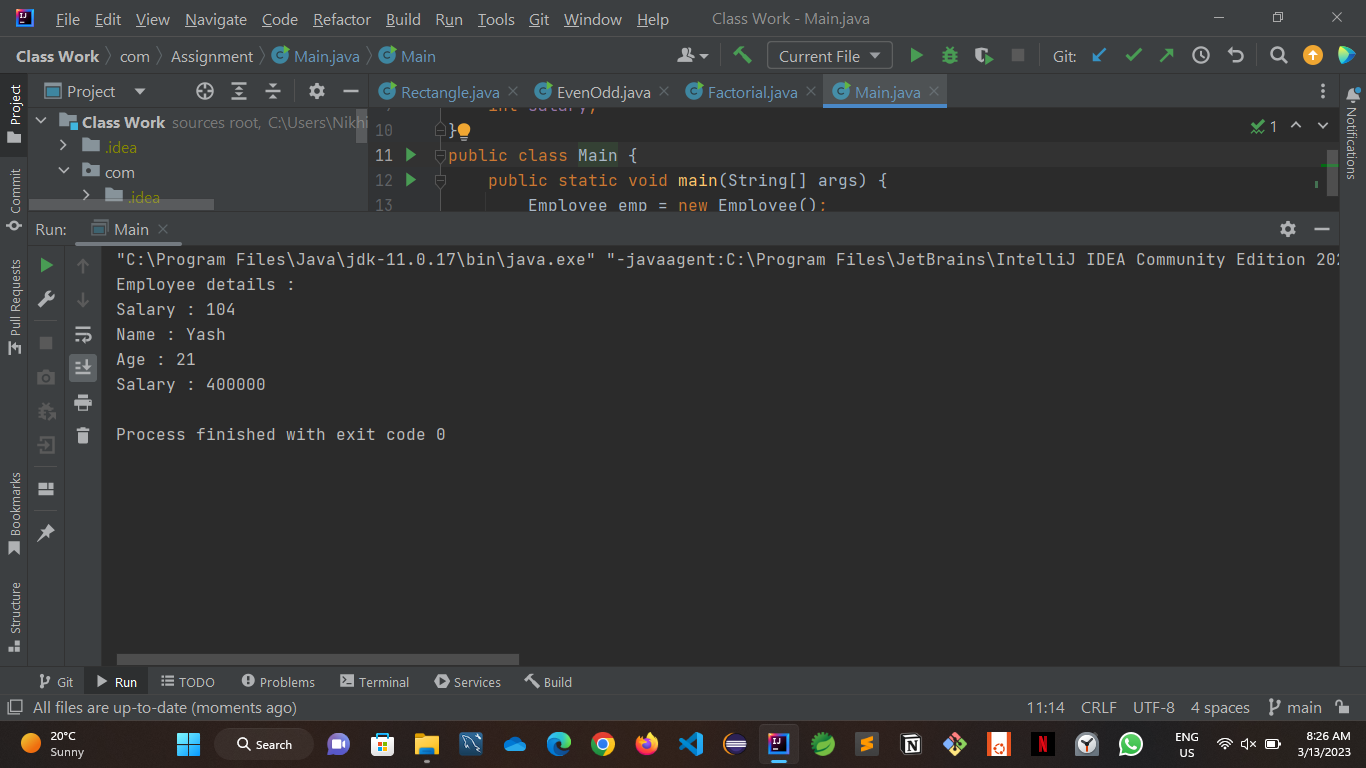 File Edit View Navigate Code Refactor Build Run Tools Git Window Help Class Work - Main.java
Class Work com Assignment Main.java Main Current File Git:
Project Rectangle.java EvenOdd.java Factorial.java Main.java
Class Work sources root, C:\Users\Nikhi
.idea
com
.idea
int salary;
10 }
1
11 public class Main {
12 public static void main(String[] args) {
13 Employee emp = new Employee();
Run: Main
"C:\Program Files\Java\jdk-11.0.17\bin\java.exe" "-javaagent:C:\Program Files\JetBrains\IntelliJ IDEA Community Edition 202
Employee details :
Salary : 104
Name : Yash
Age : 21
Salary : 400000
Process finished with exit code 0
Project
Commit
Pull Requests
Bookmarks
Structure
Notifications
Git Run TODO Problems Terminal Services Build
All files are up-to-date (moments ago) 11:14 CRLF UTF-8 4 spaces main
20°C
Sunny
Search
ENG
US
8:26 AM
3/13/2023